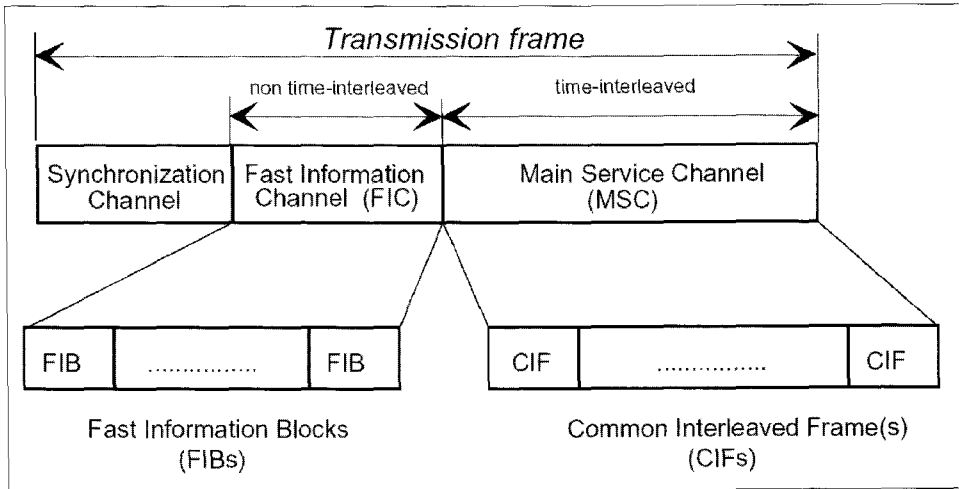 Transmission frame
non time-interleaved
time-interleaved
Synchronization
Channel
Fast Information
Channel (FIC)
Main Service Channel
(MSC)
FIB
...............
FIB
CIF
................
CIF
Fast Information Blocks
(FIBs)
Common Interleaved Frame(s)
(CIFs)